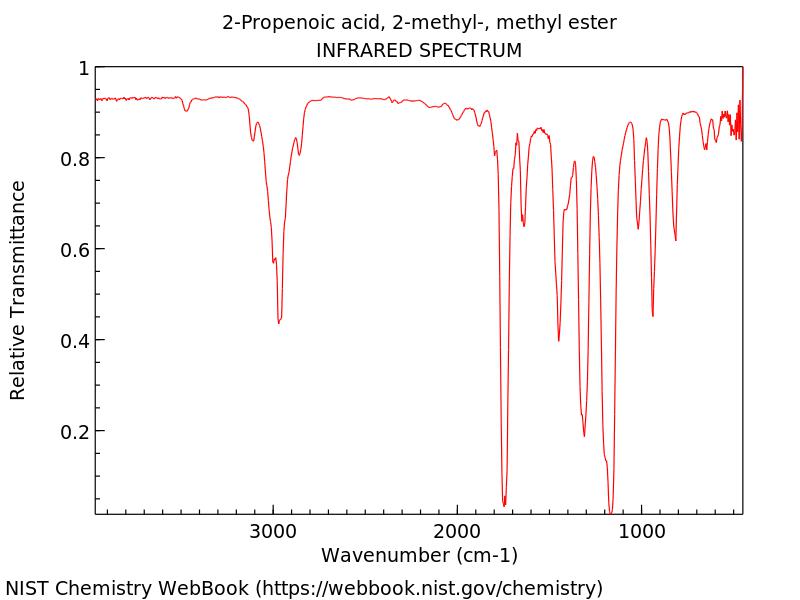 2-Propenoic acid, 2-methyl-, methyl ester
INFRARED SPECTRUM
1
0.8
0.6
0.4
0.2
Relative Transmittance
3000 2000 1000
Wavenumber (cm-1)
NIST Chemistry WebBook (https://webbook.nist.gov/chemistry)